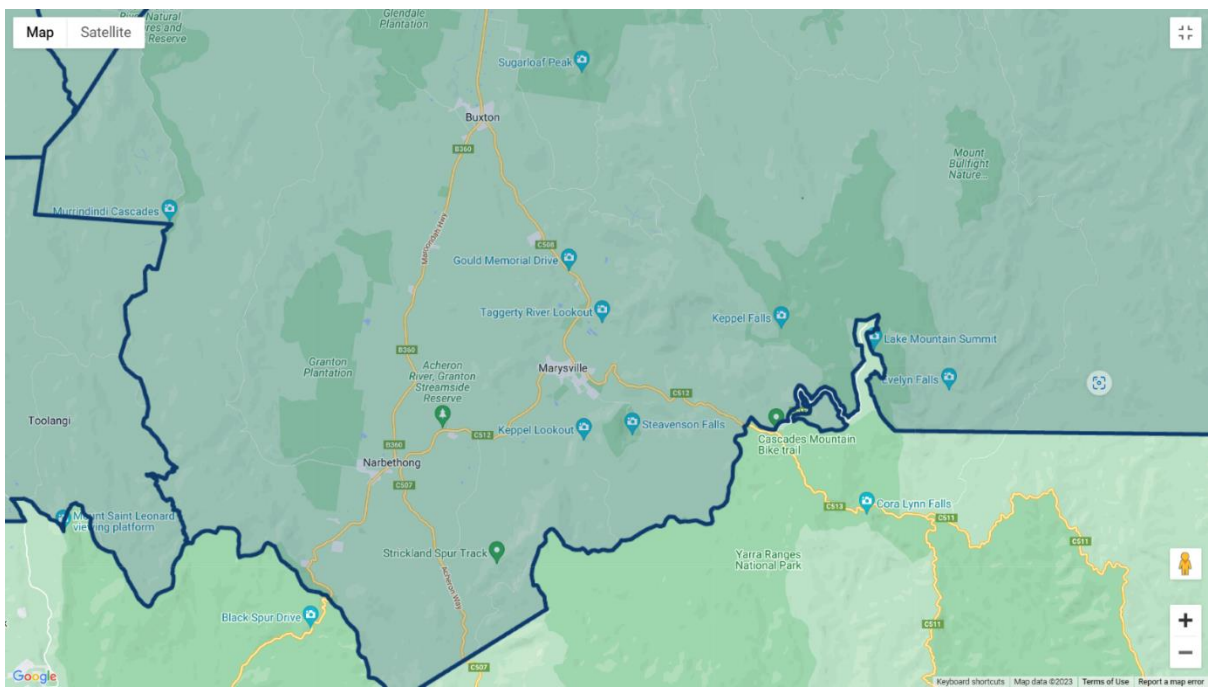 Map
Satellite
River Natural
res and
Reserve
Glendale
Plantation
Sugarloaf Peak
Buxton
B360
Mount
Bullfight
Nature...
Murrindindi Cascades
Maroondah Hwy
C508
Gould Memorial Drive
Taggerty River Lookout
Keppel Falls
Lake Mountain Summit
B360
Acheron
River, Granton
Streamside
Reserve
Granton
Plantation
Marysville
Evelyn Falls
C512
Toolangi
Keppel Lookout
Steavenson Falls
C512
B360
Cascades Mountain
Bike trail
Narbethong
C507
Mount Saint Leonard
viewing platform
Cora Lynn Falls
C513
C511
C511
Strickland Spur Track
Yarra Ranges
National Park
Acheron Way
Black Spur Drive
C511
C507
Google
Keyboard shortcuts
Map data ©2023
Terms of Use
Report a map error